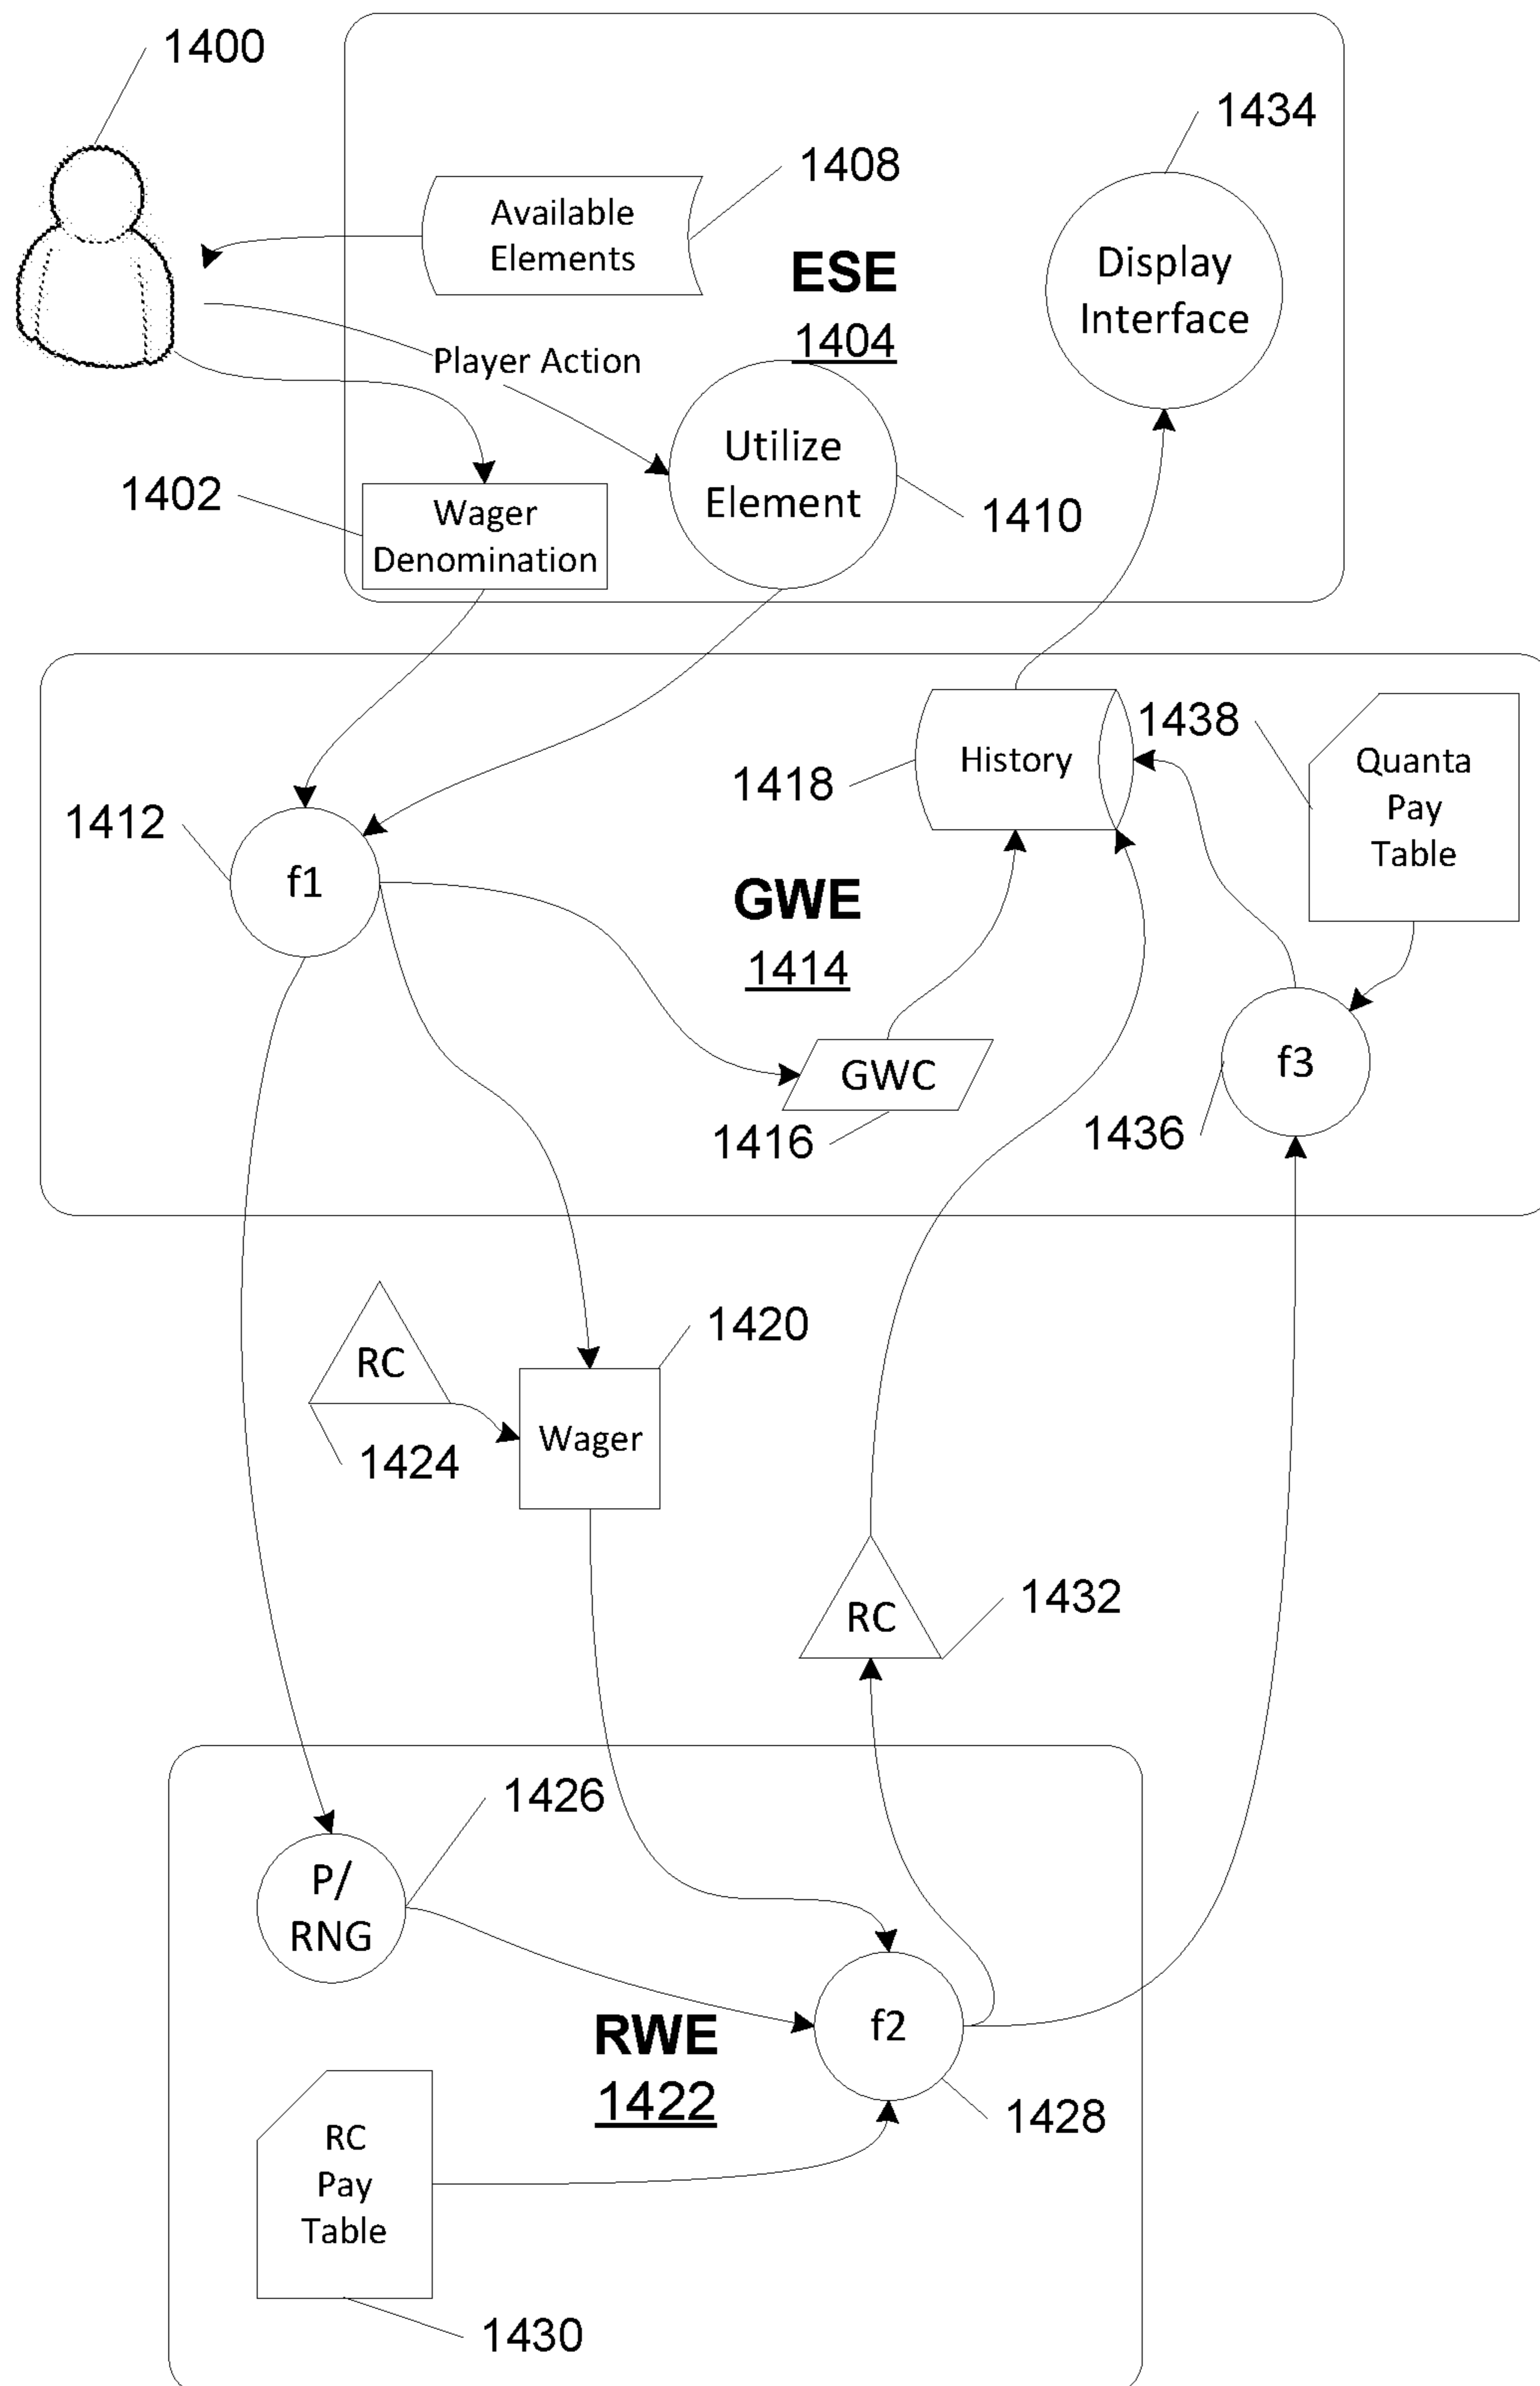 1400
1434
1408
Available
Elements
ESE
1404
Display
Interface
Player Action
Utilize
Element
1402
Wager
Denomination
1410
1438
History
1418
Quanta
Pay
Table
1412
f1
GWE
1414
GWC
1416
f3
1436
1420
RC
1424
Wager
RC
1432
1426
P/
RNG
f2
RWE
1422
1428
RC
Pay
Table
1430